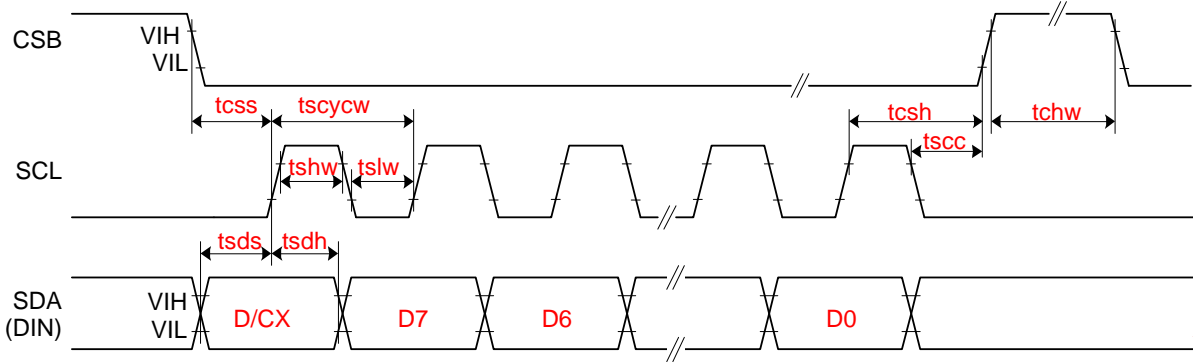 CSB
VIH
VIL
tcss
tscycw
tcsh
tchw
tscc
SCL
tshw
tslw
tsds
tsdh
SDA
(DIN)
VIH
VIL
D/CX
D7
D6
D0